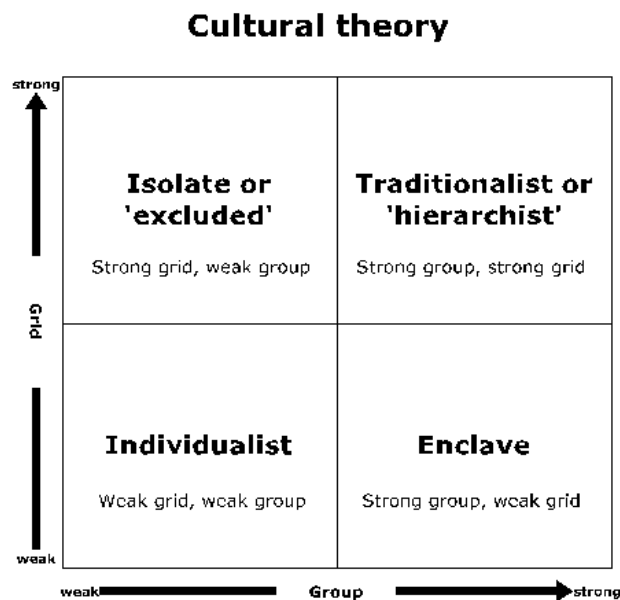 Cultural theory
strong
Isolate or
'excluded'
Strong grid, weak group
Traditionalist or
'hierarchist'
Strong group, strong grid
Grid
Individualist
Weak grid, weak group
Enclave
Strong group, weak grid
weak
weak
Group
strong